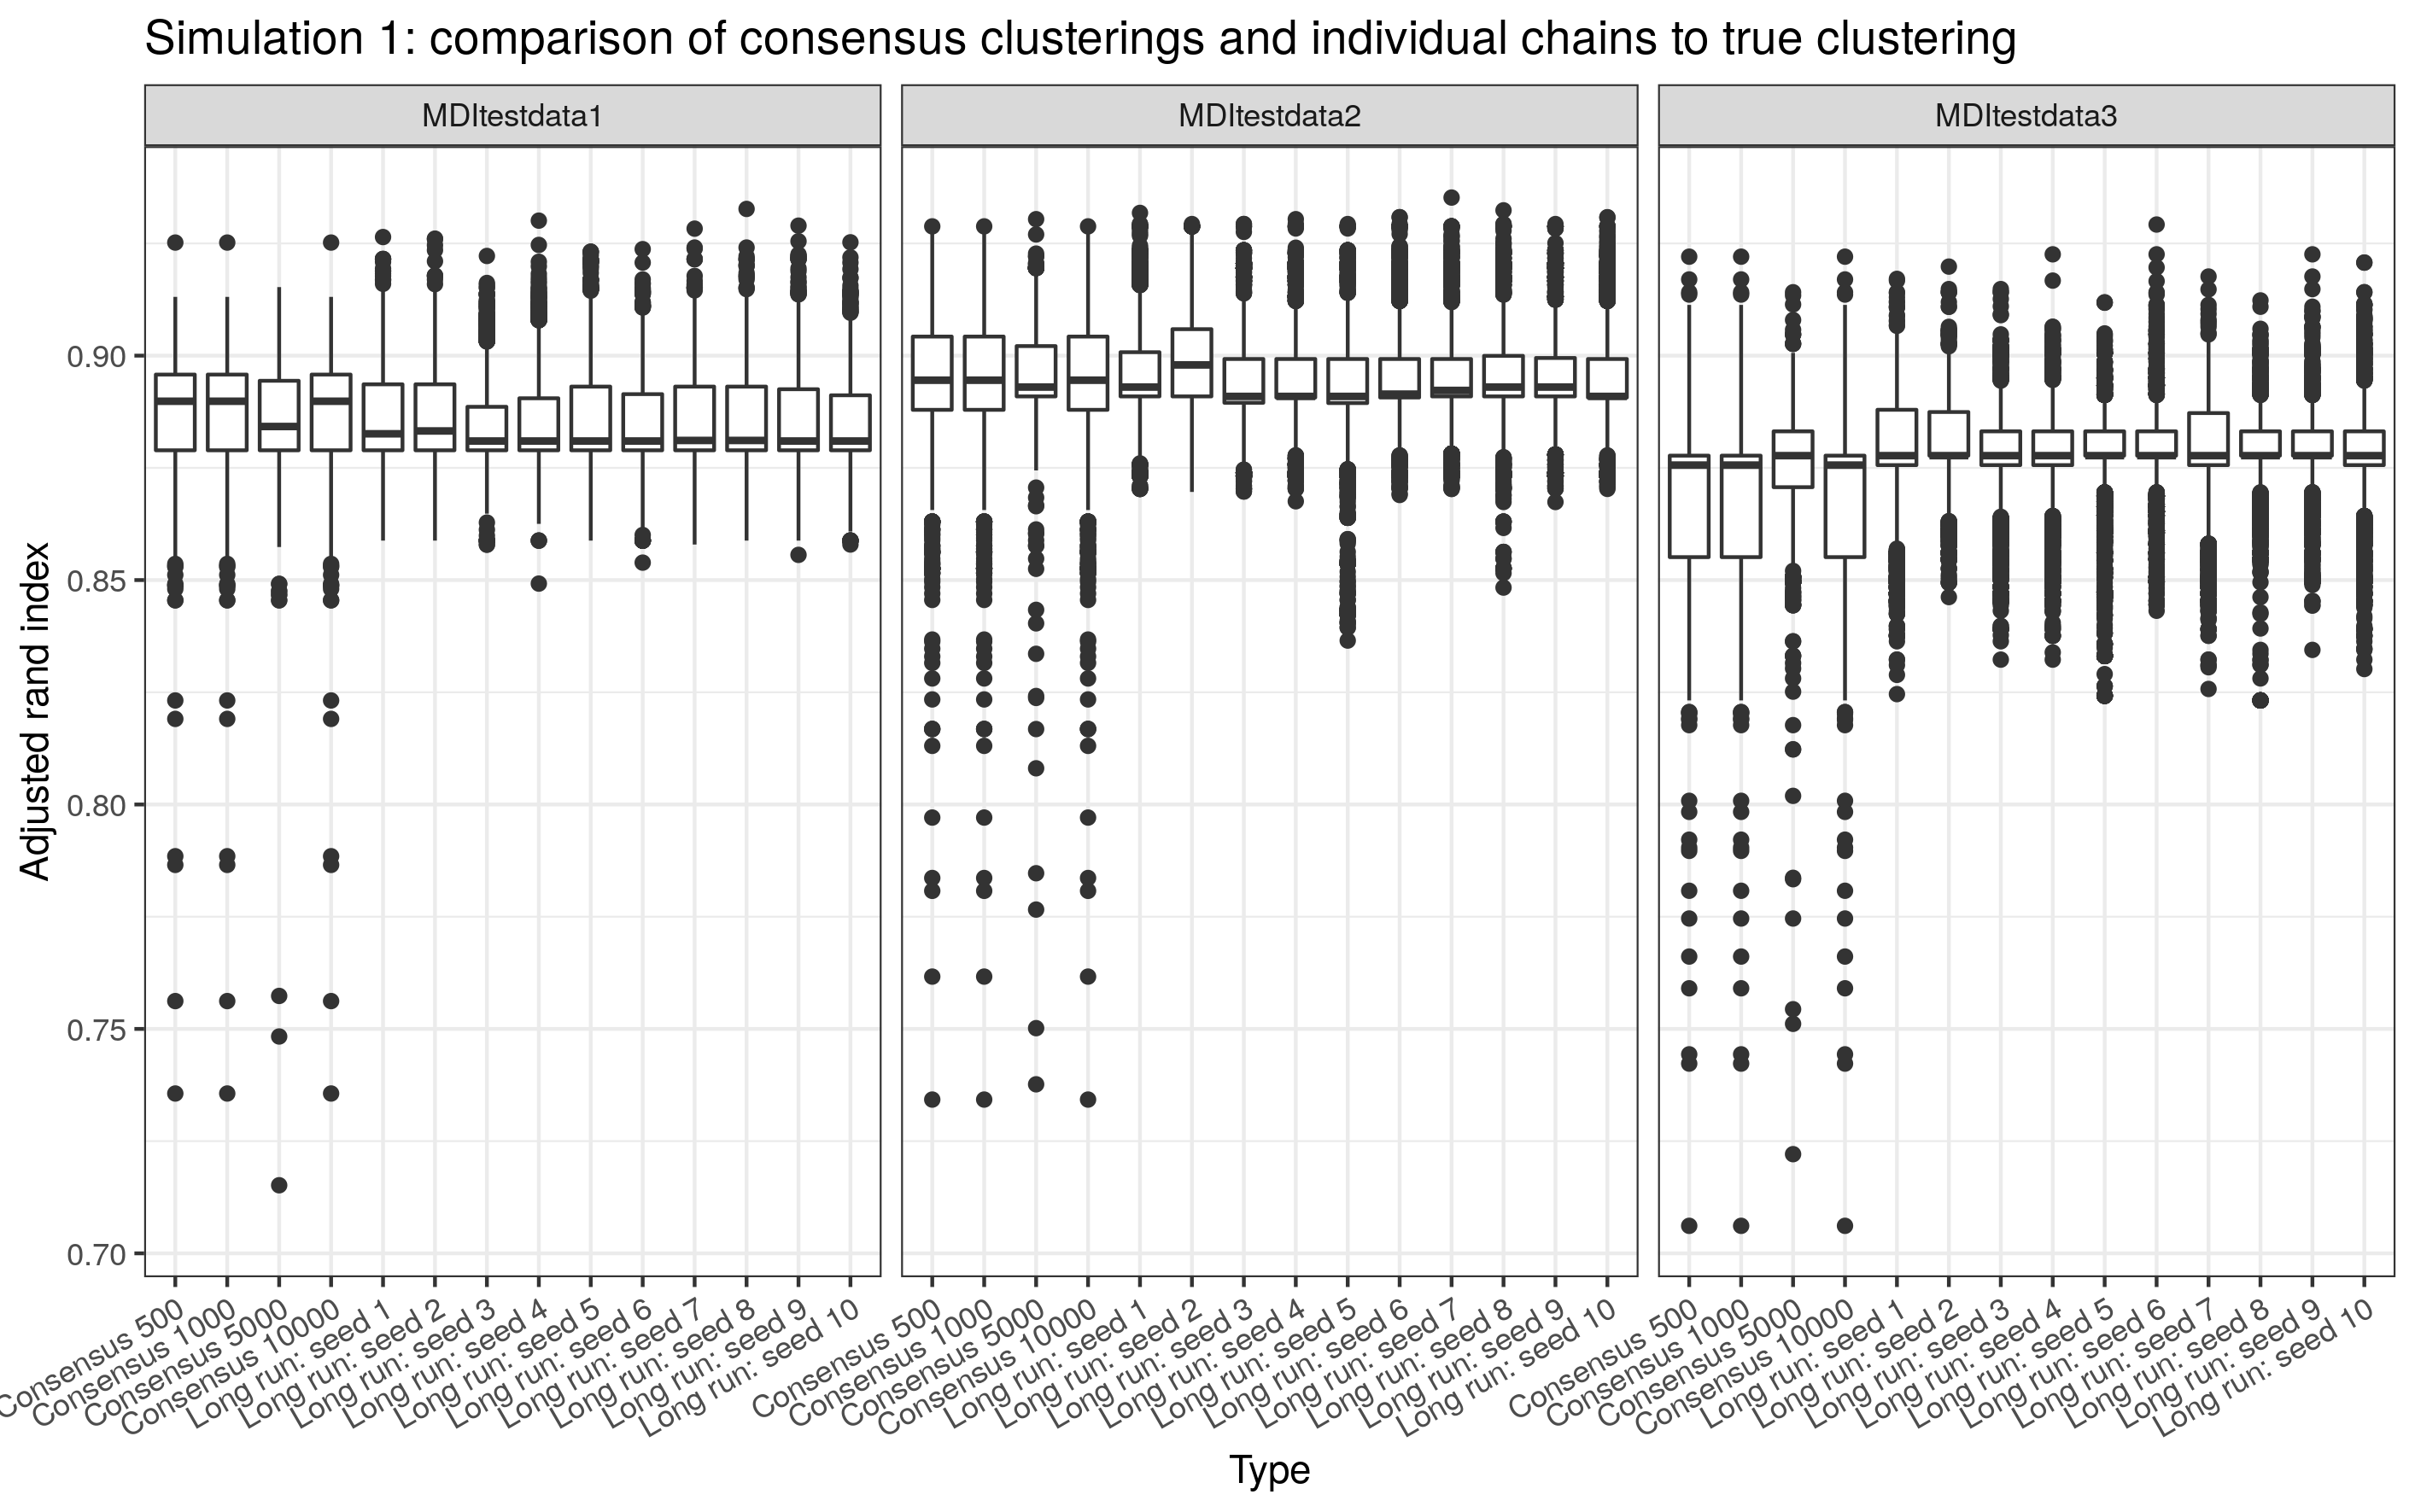 Simulation 1: comparison of consensus clusterings and individual chains to true clustering
MDItestdata1
MDItestdata2
MDItestdata3
Adjusted rand index
0.90
0.85
0.80
0.75
0.70
Consensus 500
Consensus 1000
Consensus 5000
Consensus 10000
Long run: seed 1
Long run: seed 2
Long run: seed 3
Long run: seed 4
Long run: seed 5
Long run: seed 6
Long run: seed 7
Long run: seed 8
Long run: seed 9
Long run: seed 10
Consensus 500
Consensus 1000
Consensus 5000
Consensus 10000
Long run: seed 1
Long run: seed 2
Long run: seed 3
Long run: seed 4
Long run: seed 5
Long run: seed 6
Long run: seed 7
Long run: seed 8
Long run: seed 9
Long run: seed 10
Consensus 500
Consensus 1000
Consensus 5000
Consensus 10000
Long run: seed 1
Long run: seed 2
Long run: seed 3
Long run: seed 4
Long run: seed 5
Long run: seed 6
Long run: seed 7
Long run: seed 8
Long run: seed 9
Long run: seed 10
Type